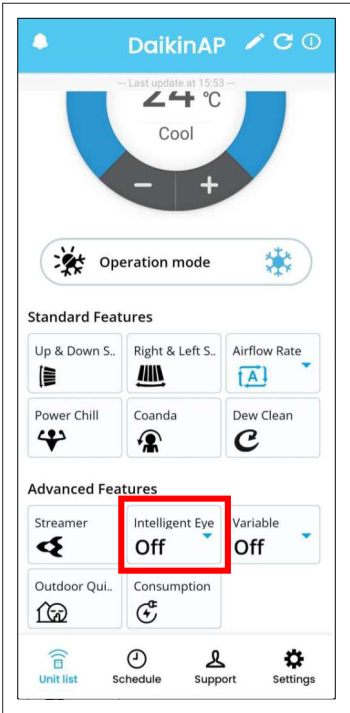 DaikinAP
Last update at 15:53
24 °C
Cool
− +
Operation mode
Standard Features
Up & Down S..
Right & Left S..
Airflow Rate
A
Power Chill
Coanda
Dew Clean
Advanced Features
Streamer
Intelligent Eye
Off
Variable
Off
Outdoor Qui..
Consumption
Unit list
Schedule
Support
Settings